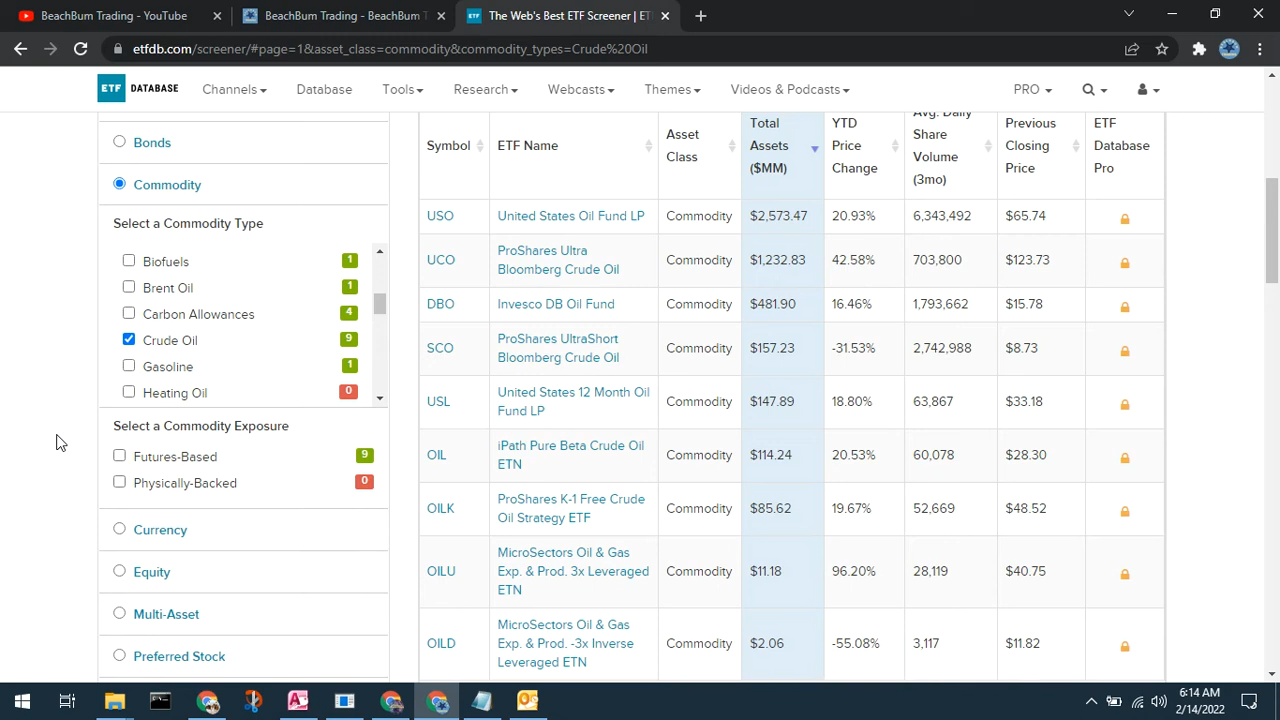 BeachBum Trading - YouTube
BeachBum Trading - BeachBum T
The Web's Best ETF Screener | ET
etfdb.com/screener/#page=1&asset_class=commodity&commodity_types=Crude%20Oil
ETF DATABASE
Channels
Database
Tools
Research
Webcasts
Themes
Videos & Podcasts
PRO
Bonds
Commodity
Select a Commodity Type
Biofuels 1
Brent Oil 1
Carbon Allowances 4
Crude Oil 9
Gasoline 1
Heating Oil 0
Select a Commodity Exposure
Futures-Based 9
Physically-Backed 0
Currency
Equity
Multi-Asset
Preferred Stock
Symbol
ETF Name
Asset
Class
Total
Assets
($MM)
YTD
Price
Change
Avg. Daily
Share
Volume
(3mo)
Previous
Closing
Price
ETF
Database
Pro
USO United States Oil Fund LP Commodity $2,573.47 20.93% 6,343,492 $65.74
ProShares Ultra
UCO Commodity $1,232.83 42.58% 703,800 $123.73
Bloomberg Crude Oil
DBO Invesco DB Oil Fund Commodity $481.90 16.46% 1,793,662 $15.78
ProShares UltraShort
SCO Commodity $157.23 -31.53% 2,742,988 $8.73
Bloomberg Crude Oil
United States 12 Month Oil
USL Commodity $147.89 18.80% 63,867 $33.18
Fund LP
iPath Pure Beta Crude Oil
OIL Commodity $114.24 20.53% 60,078 $28.30
ETN
ProShares K-1 Free Crude
OILK Commodity $85.62 19.67% 52,669 $48.52
Oil Strategy ETF
MicroSectors Oil & Gas
OILU Exp. & Prod. 3x Leveraged Commodity $11.18 96.20% 28,119 $40.75
ETN
MicroSectors Oil & Gas
OILD Exp. & Prod. -3x Inverse Commodity $2.06 -55.08% 3,117 $11.82
Leveraged ETN
6:14 AM
2/14/2022